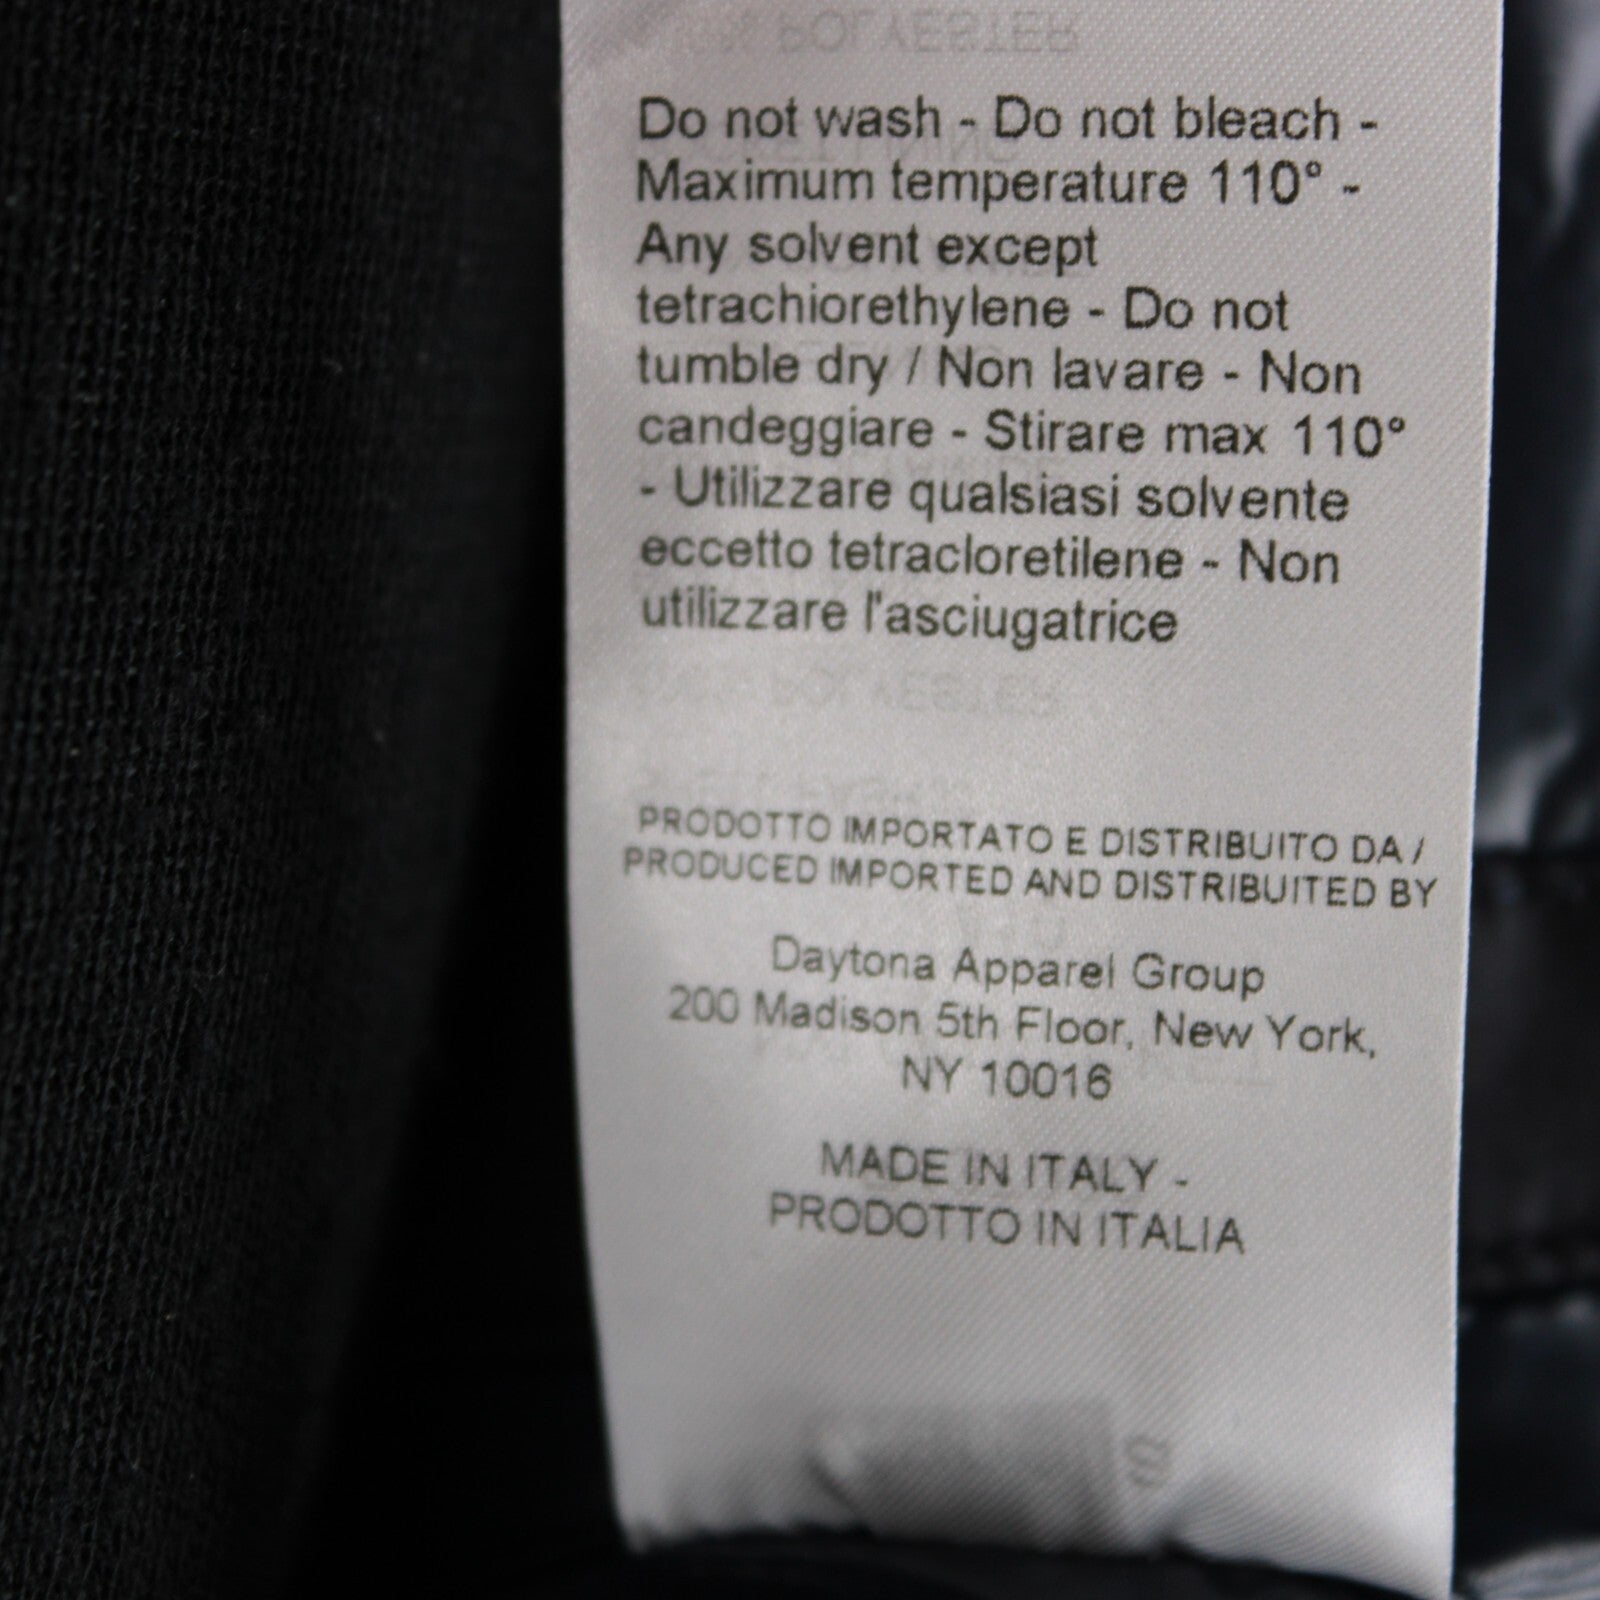 Do not wash - Do not bleach -
Maximum temperature 110° -
Any solvent except
tetrachiorethylene - Do not
tumble dry / Non lavare - Non
candeggiare - Stirare max 110°
- Utilizzare qualsiasi solvente
eccetto tetracloretilene - Non
utilizzare l'asciugatrice
PRODOTTO IMPORTATO E DISTRIBUITO DA /
PRODUCED IMPORTED AND DISTRIBUITED BY
Daytona Apparel Group
200 Madison 5th Floor, New York,
NY 10016
MADE IN ITALY -
PRODOTTO IN ITALIA